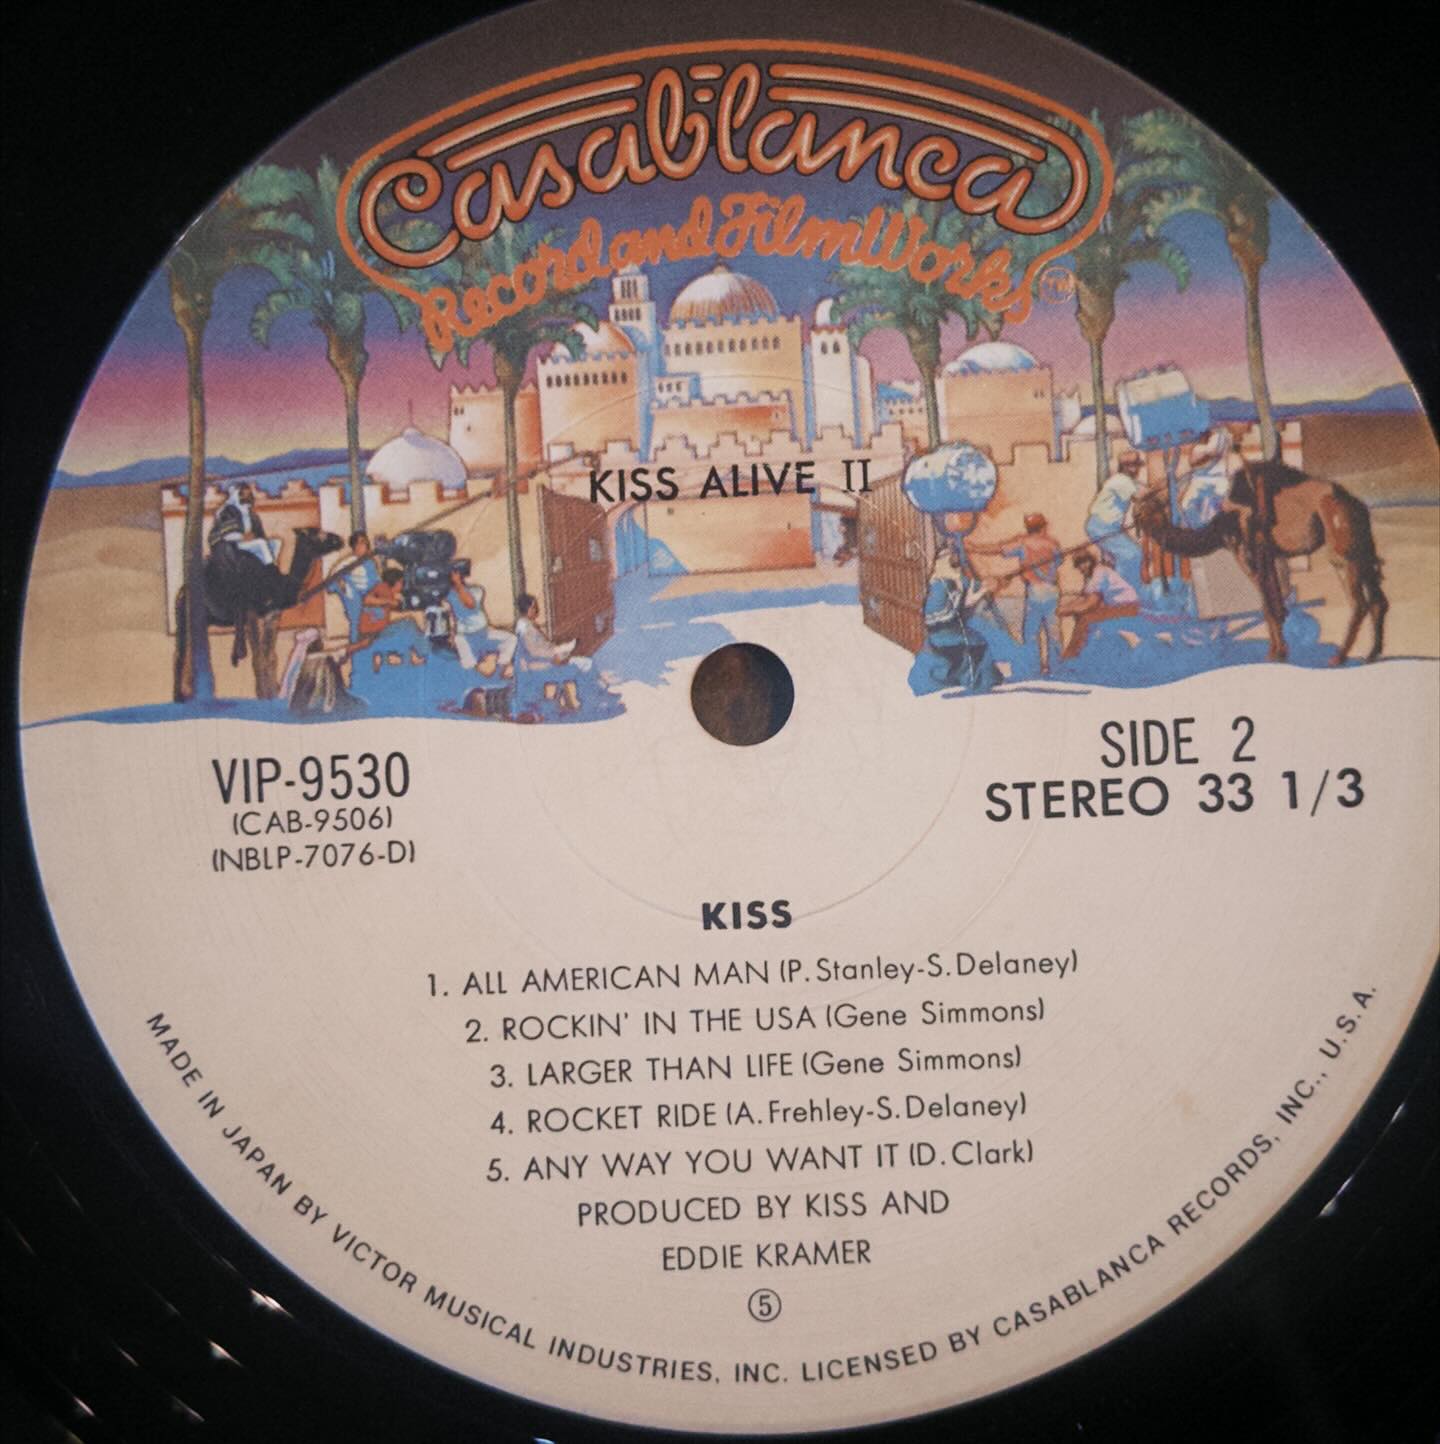 Casablanca
Record and FilmWorks TM
KISS ALIVE II
VIP-9530
(CAB-9506)
(NBLP-7076-D)
SIDE 2
STEREO 33 1/3
KISS
1. ALL AMERICAN MAN (P. Stanley-S. Delaney)
2. ROCKIN' IN THE USA (Gene Simmons)
3. LARGER THAN LIFE (Gene Simmons)
4. ROCKET RIDE (A. Frehley-S. Delaney)
5. ANY WAY YOU WANT IT (D. Clark)
PRODUCED BY KISS AND
EDDIE KRAMER
⑤
MADE IN JAPAN BY VICTOR MUSICAL INDUSTRIES, INC. LICENSED BY CASABLANCA RECORDS, INC., U.S.A.